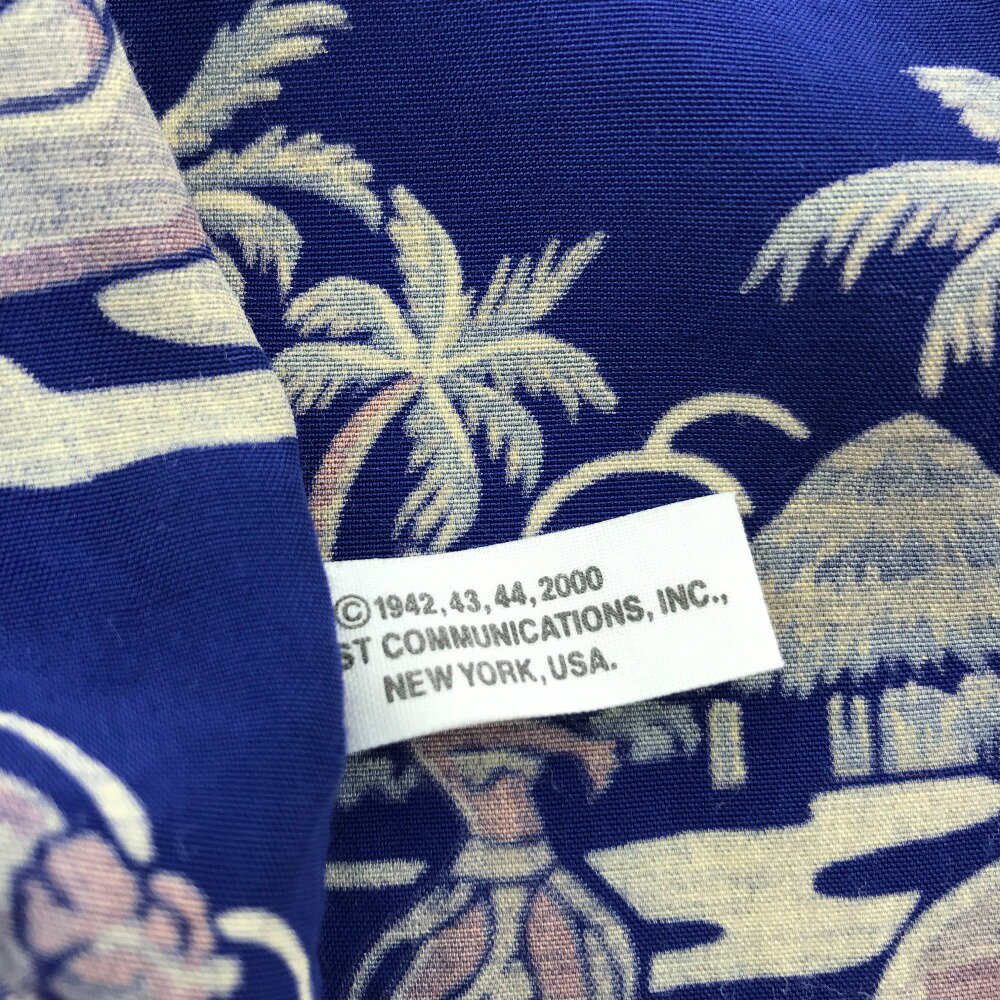 ©1942,43,44,2000
ST COMMUNICATIONS, INC.,
NEW YORK, USA.